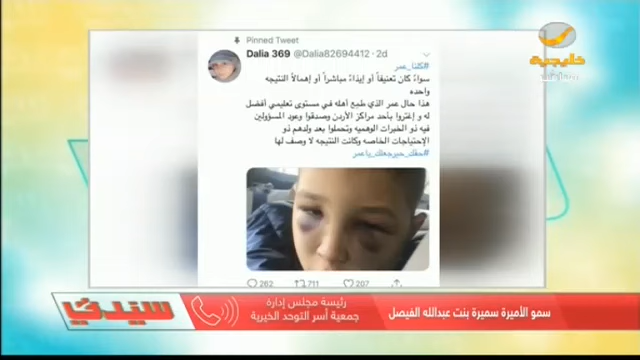 Pinned Tweet
Dalia 369 @Dalia82694412 · 2d
#كلنا_عمر
سواءً كان تعنيفاً أو إيذاءً مباشراً أو إهمالاً النتيجه
واحده
هذا حال عمر الذي طمِع أهله في مستوى تعليمي أفضل
له و إغتروا بأحد مراكز الأردن وصدقوا وعود المسؤولين
فيه ذو الخبرات الوهميه وتحملوا بعد ولدهم ذو
الإحتياجات الخاصه وكانت النتيجه لا وصف لها
#حقك_حيرجعلك_ياعمر
262 711 207
خليجية
سمو الأميرة سميرة بنت عبدالله الفيصل
رئيسة مجلس إدارة
جمعية أسر التوحد الخيرية
سيدتي